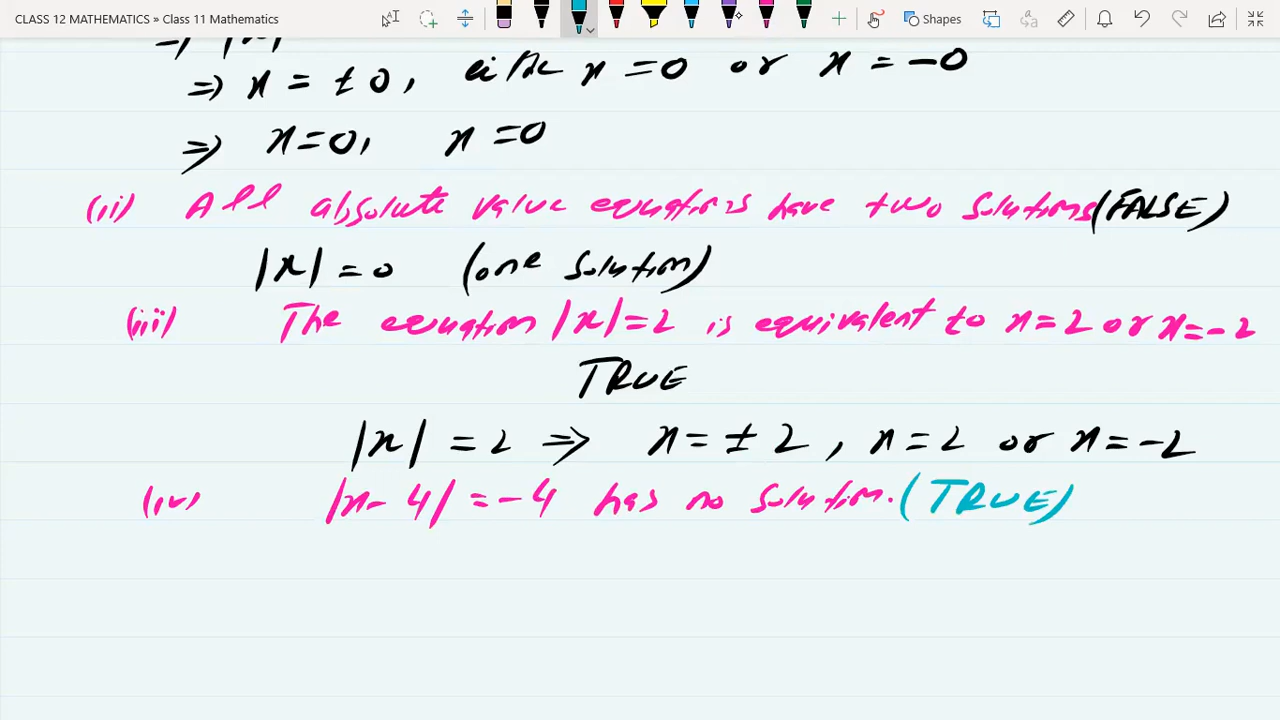 CLASS 12 MATHEMATICS » Class 11 Mathematics
Shapes
⇒ |x|
⇒ x = ±0, either x = 0 or x = -0
⇒ x = 0, x = 0
(ii) All absolute value equations have two solutions (FALSE)
|x| = 0 (one solution)
(iii) The equation |x| = 2 is equivalent to x = 2 or x = -2
TRUE
|x| = 2 ⇒ x = ± 2, x = 2 or x = -2
(iv) |x - 4| = -4 has no solution. (TRUE)